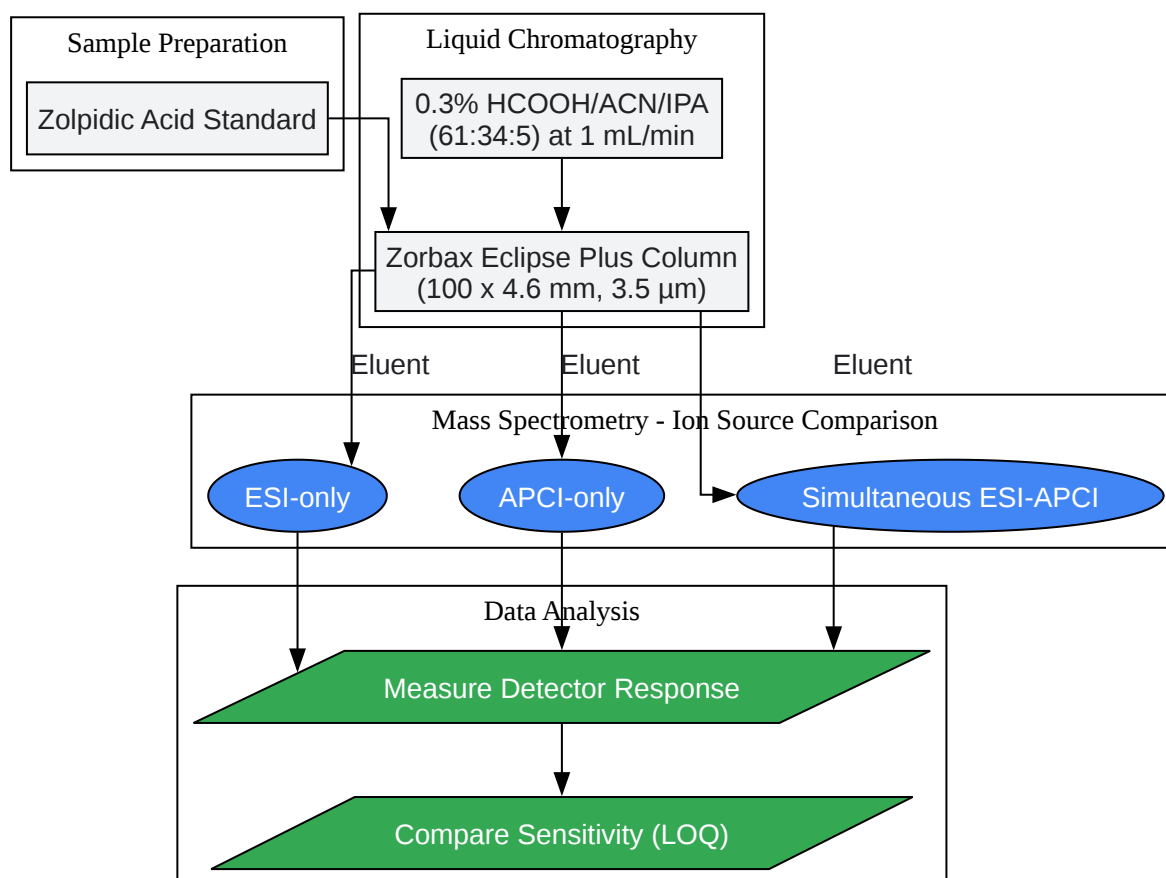 Sample Preparation
Zolpidic Acid Standard
Liquid Chromatography
0.3% HCOOH/ACN/IPA
(61:34:5) at 1 mL/min
Zorbax Eclipse Plus Column
(100 x 4.6 mm, 3.5 µm)
Eluent
Eluent
Eluent
Mass Spectrometry - Ion Source Comparison
ESI-only
APCI-only
Simultaneous ESI-APCI
Data Analysis
Measure Detector Response
Compare Sensitivity (LOQ)